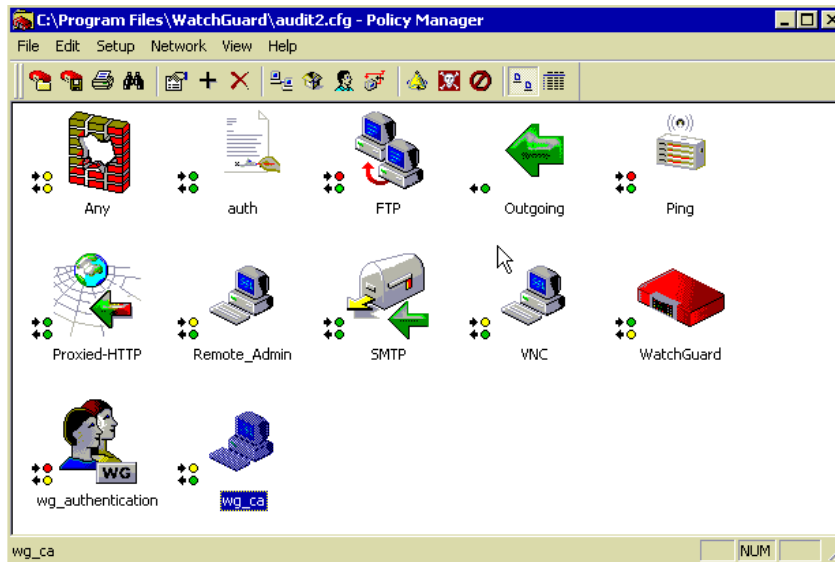 C:\Program Files\WatchGuard\audit2.cfg - Policy Manager
File Edit Setup Network View Help
Any auth FTP Outgoing Ping
Proxied-HTTP Remote_Admin SMTP VNC WatchGuard
WG
wg_authentication wg_ca
wg_ca NUM